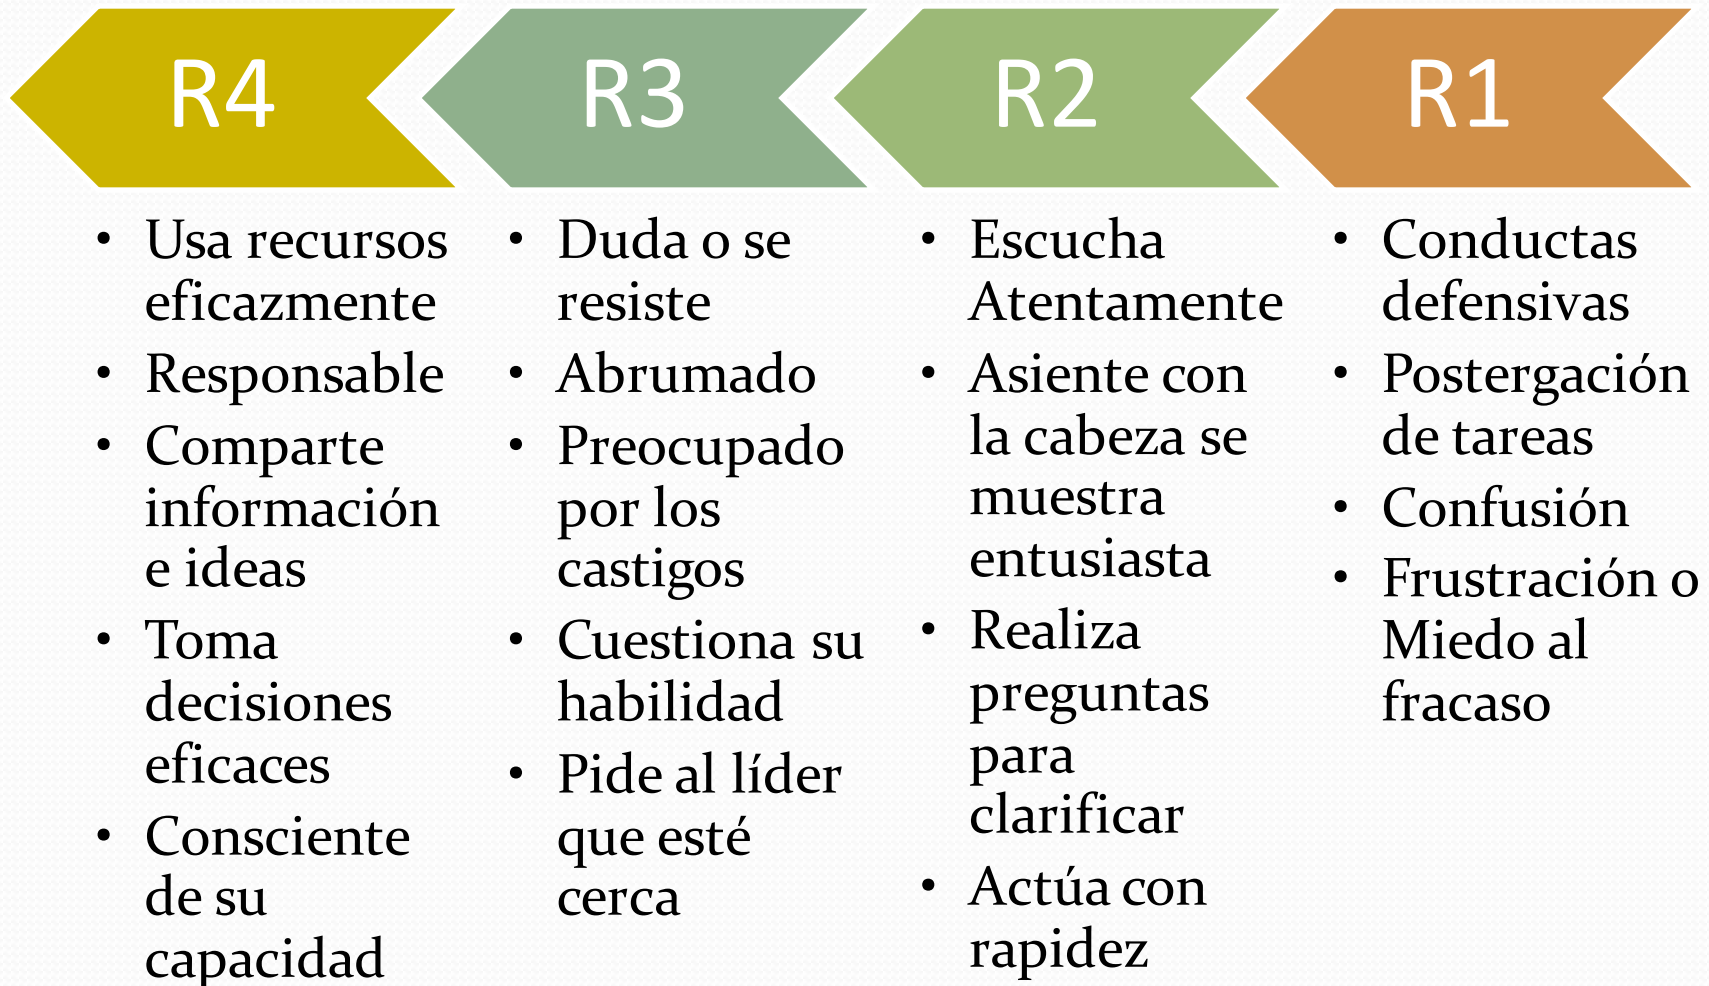 R4
R3
R2
R1
• Usa recursos
eficazmente
• Responsable
• Comparte
información
e ideas
• Toma
decisiones
eficaces
• Consciente
de su
capacidad
• Duda o se
resiste
• Abrumado
• Preocupado
por los
castigos
• Cuestiona su
habilidad
• Pide al líder
que esté
cerca
• Escucha
Atentamente
• Asiente con
la cabeza se
muestra
entusiasta
• Realiza
preguntas
para
clarificar
• Actúa con
rapidez
• Conductas
defensivas
• Postergación
de tareas
• Confusión
• Frustración o
Miedo al
fracaso